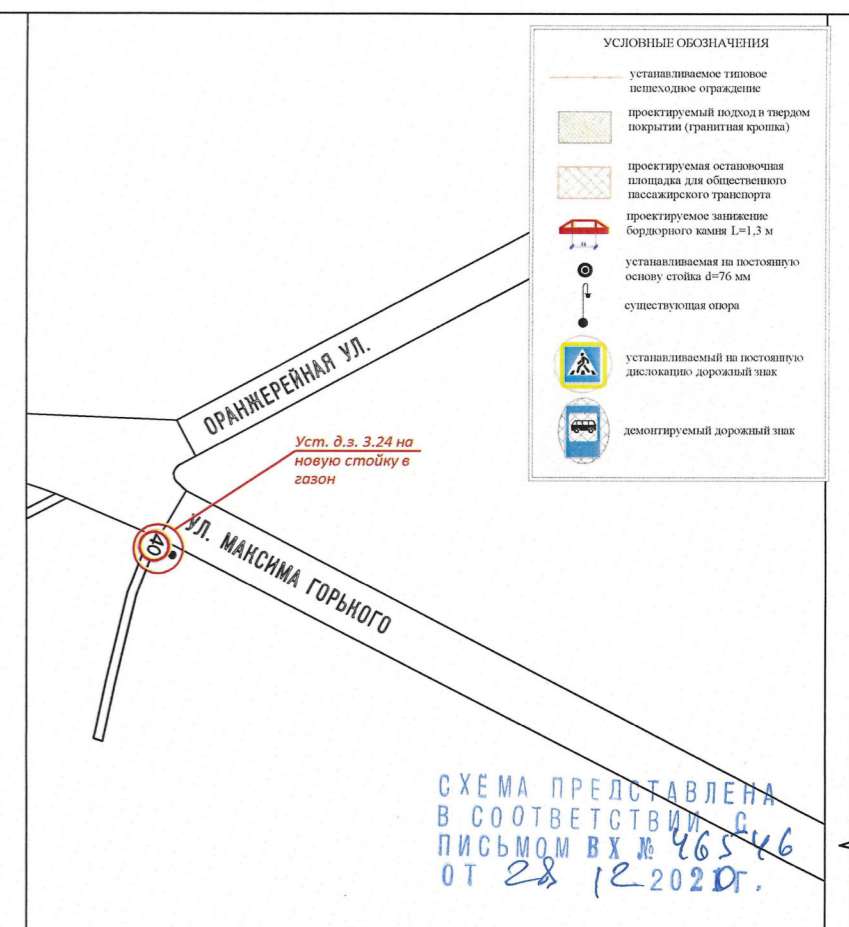 УСЛОВНЫЕ ОБОЗНАЧЕНИЯ
устанавливаемое типовое
пешеходное ограждение
проектируемый подход в твердом
покрытии (гранитная крошка)
проектируемая остановочная
площадка для общественного
пассажирского транспорта
проектируемое занижение
бордюрного камня L=1,3 м
устанавливаемая на постоянную
основу стойка d=76 мм
существующая опора
устанавливаемый на постоянную
дислокацию дорожный знак
демонтируемый дорожный знак
ОРАНЖЕРЕЙНАЯ УЛ.
Уст. д.з. 3.24 на
новую стойку в
газон
40
УЛ. МАКСИМА ГОРЬКОГО
СХЕМА ПРЕДСТАВЛЕНА
В СООТВЕТСТВИИ С
ПИСЬМОМ ВХ № 46546
ОТ 28 12 2020г.